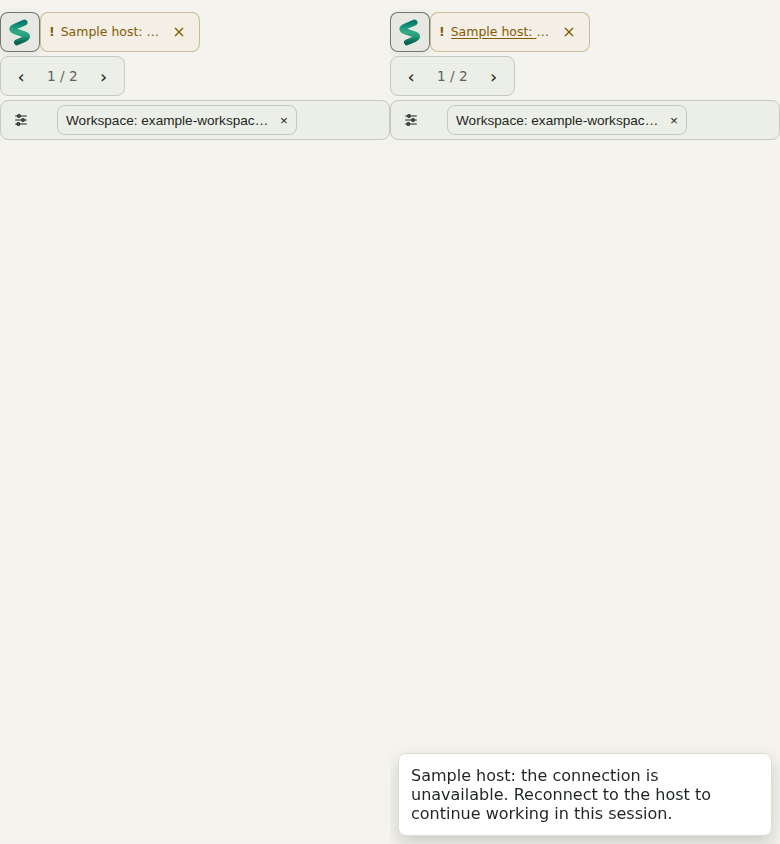 ! Sample host: … ×
‹ 1 / 2 ›
Workspace: example-workspac… ×
! Sample host: … ×
‹ 1 / 2 ›
Workspace: example-workspac… ×
Sample host: the connection is
unavailable. Reconnect to the host to
continue working in this session.